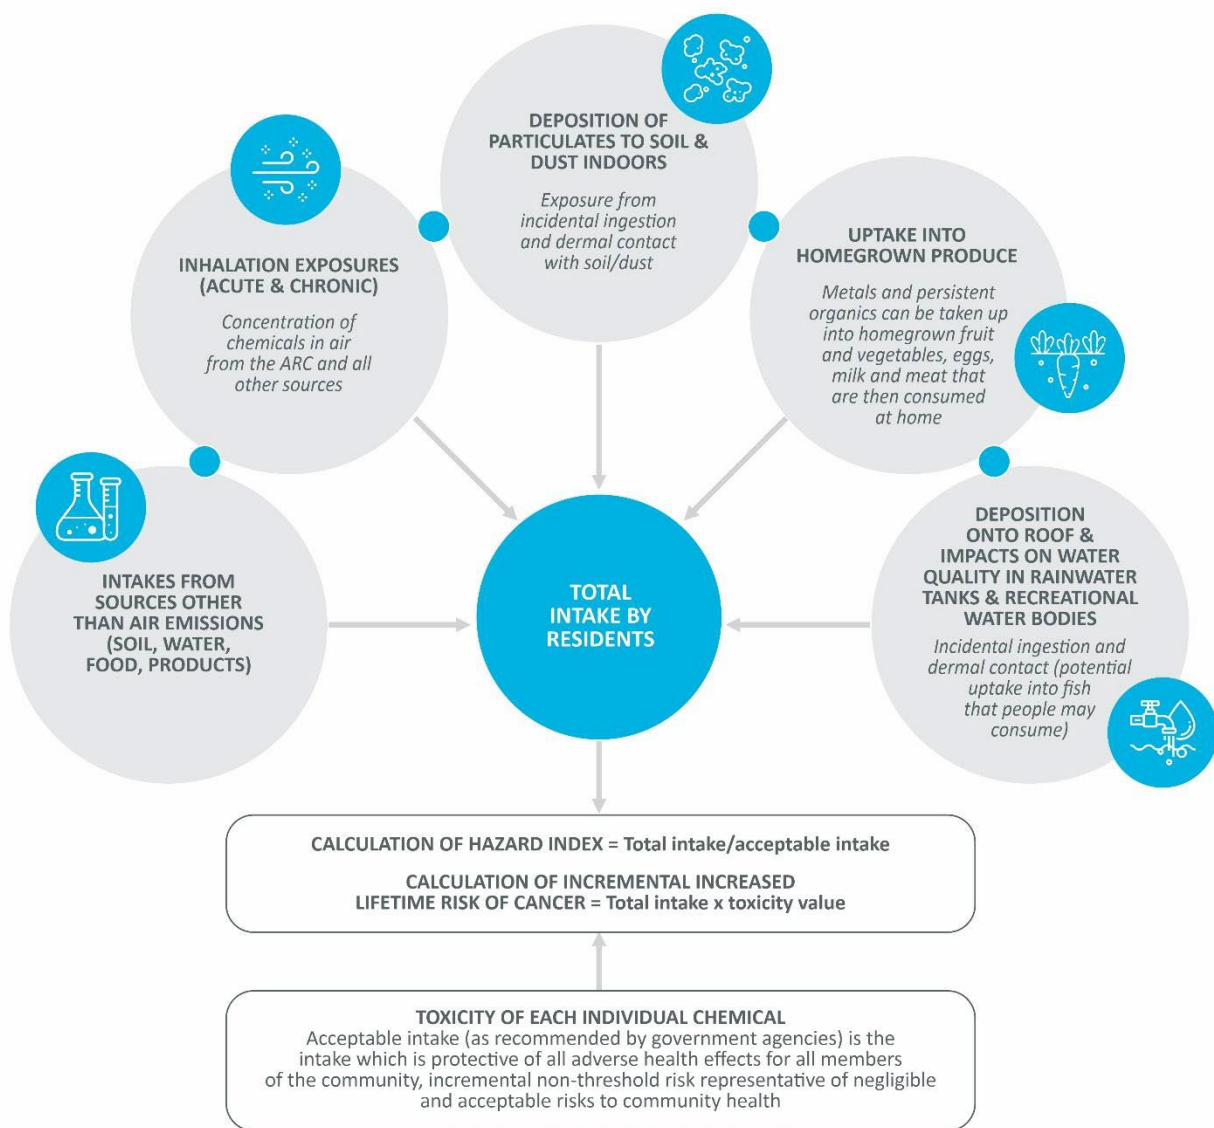 DEPOSITION OF
PARTICULATES TO SOIL &
DUST INDOORS
Exposure from
incidental ingestion
and dermal contact
with soil/dust
INHALATION EXPOSURES
(ACUTE & CHRONIC)
Concentration of
chemicals in air
from the ARC and all
other sources
UPTAKE INTO
HOMEGROWN PRODUCE
Metals and persistent
organics can be taken up
into homegrown fruit
and vegetables, eggs,
milk and meat that
are then consumed
at home
INTAKES FROM
SOURCES OTHER
THAN AIR EMISSIONS
(SOIL, WATER,
FOOD, PRODUCTS)
TOTAL
INTAKE BY
RESIDENTS
DEPOSITION
ONTO ROOF &
IMPACTS ON WATER
QUALITY IN RAINWATER
TANKS & RECREATIONAL
WATER BODIES
Incidental ingestion and
dermal contact (potential
uptake into fish
that people may
consume)
CALCULATION OF HAZARD INDEX = Total intake/acceptable intake
CALCULATION OF INCREMENTAL INCREASED
LIFETIME RISK OF CANCER = Total intake x toxicity value
TOXICITY OF EACH INDIVIDUAL CHEMICAL
Acceptable intake (as recommended by government agencies) is the
intake which is protective of all adverse health effects for all members
of the community, incremental non-threshold risk representative of negligible
and acceptable risks to community health